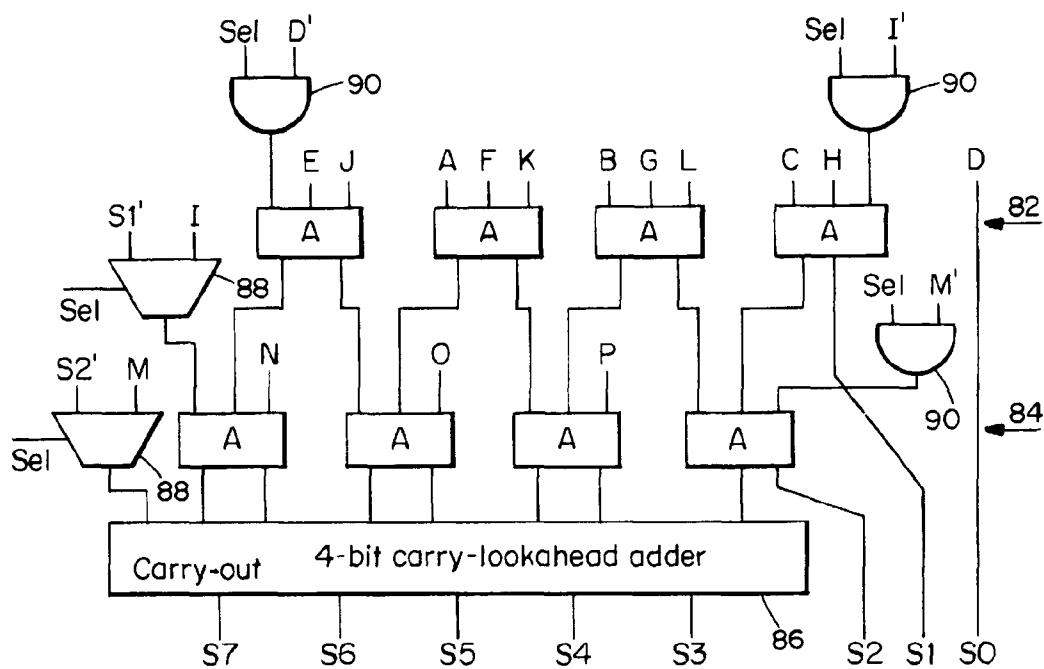 Sel D' Sel I'
90 90
E J A F K B G L C H D
S1' I A A A A 82
88 Sel M'
Sel
N O P
S2' M 90
A A A A 84
Sel 88
Carry-out 4-bit carry-lookahead adder
86
S7 S6 S5 S4 S3 S2 S1 S0